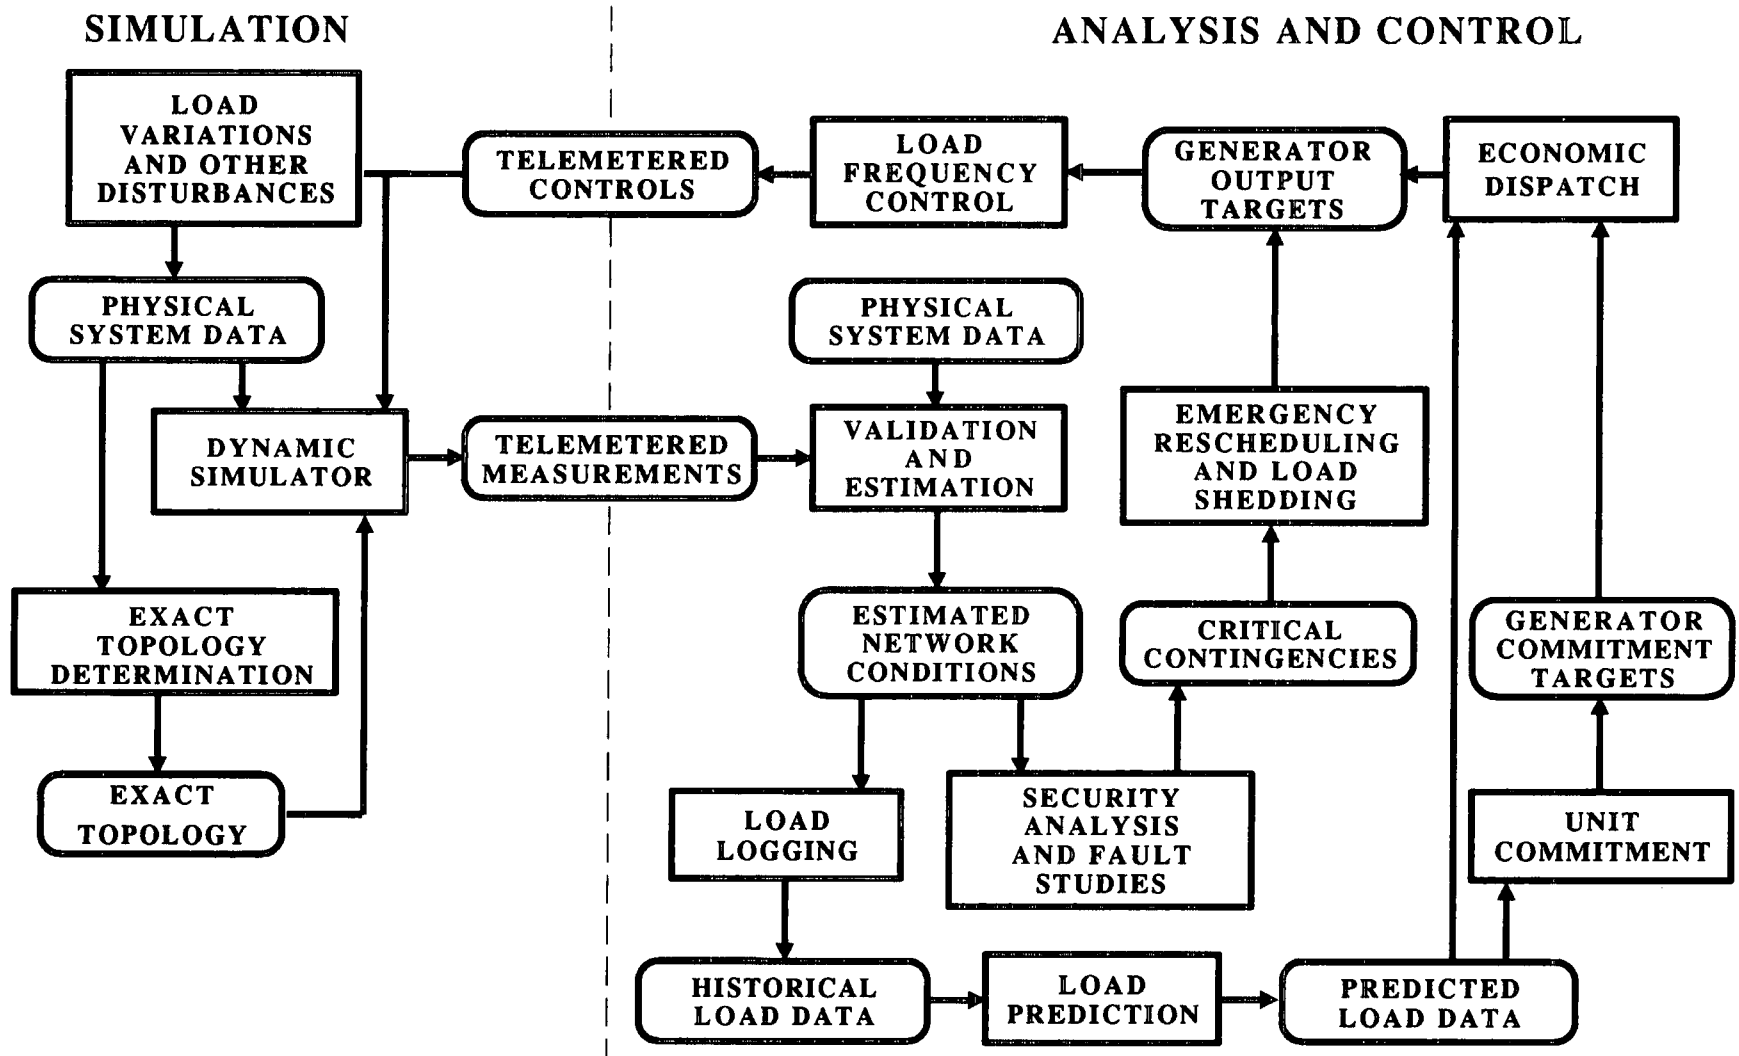 SIMULATION
ANALYSIS AND CONTROL
LOAD
VARIATIONS
AND OTHER
DISTURBANCES
TELEMETERED
CONTROLS
LOAD
FREQUENCY
CONTROL
GENERATOR
OUTPUT
TARGETS
ECONOMIC
DISPATCH
PHYSICAL
SYSTEM DATA
PHYSICAL
SYSTEM DATA
DYNAMIC
SIMULATOR
TELEMETERED
MEASUREMENTS
VALIDATION
AND
ESTIMATION
EMERGENCY
RESCHEDULING
AND LOAD
SHEDDING
EXACT
TOPOLOGY
DETERMINATION
ESTIMATED
NETWORK
CONDITIONS
CRITICAL
CONTINGENCIES
GENERATOR
COMMITMENT
TARGETS
EXACT
TOPOLOGY
LOAD
LOGGING
SECURITY
ANALYSIS
AND FAULT
STUDIES
UNIT
COMMITMENT
HISTORICAL
LOAD DATA
LOAD
PREDICTION
PREDICTED
LOAD DATA